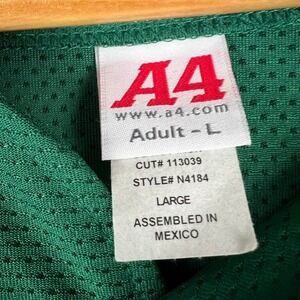 A4
www.a4.com
Adult - L
CUT# 113039
STYLE# N4184
LARGE
ASSEMBLED IN
MEXICO